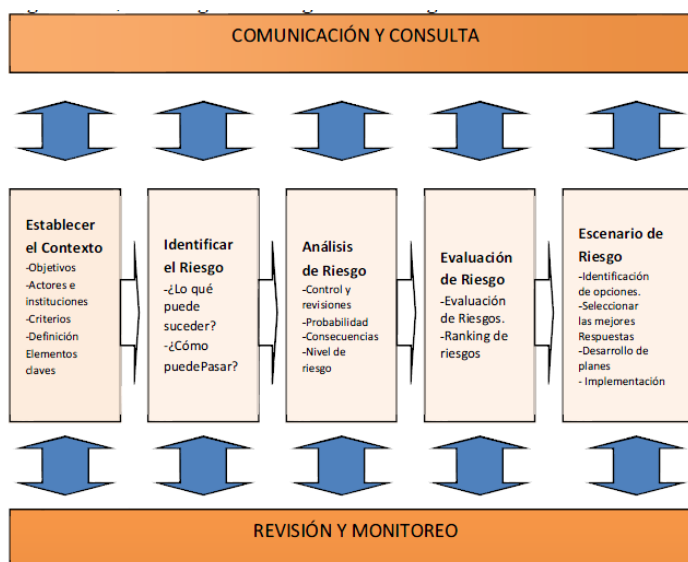 COMUNICACIÓN Y CONSULTA
Establecer
el Contexto
-Objetivos
-Actores e
instituciones
-Criterios
-Definición
Elementos
claves
Identificar
el Riesgo
-¿Lo qué
puede
suceder?
-¿Cómo
puedePasar?
Análisis
de Riesgo
-Control y
revisiones
-Probabilidad
-Consecuencias
-Nivel de
riesgo
Evaluación
de Riesgo
-Evaluación
de Riesgos.
-Ranking de
riesgos
Escenario de
Riesgo
-Identificación
de opciones.
-Seleccionar
las mejores
Respuestas
-Desarrollo de
planes
- Implementación
REVISIÓN Y MONITOREO